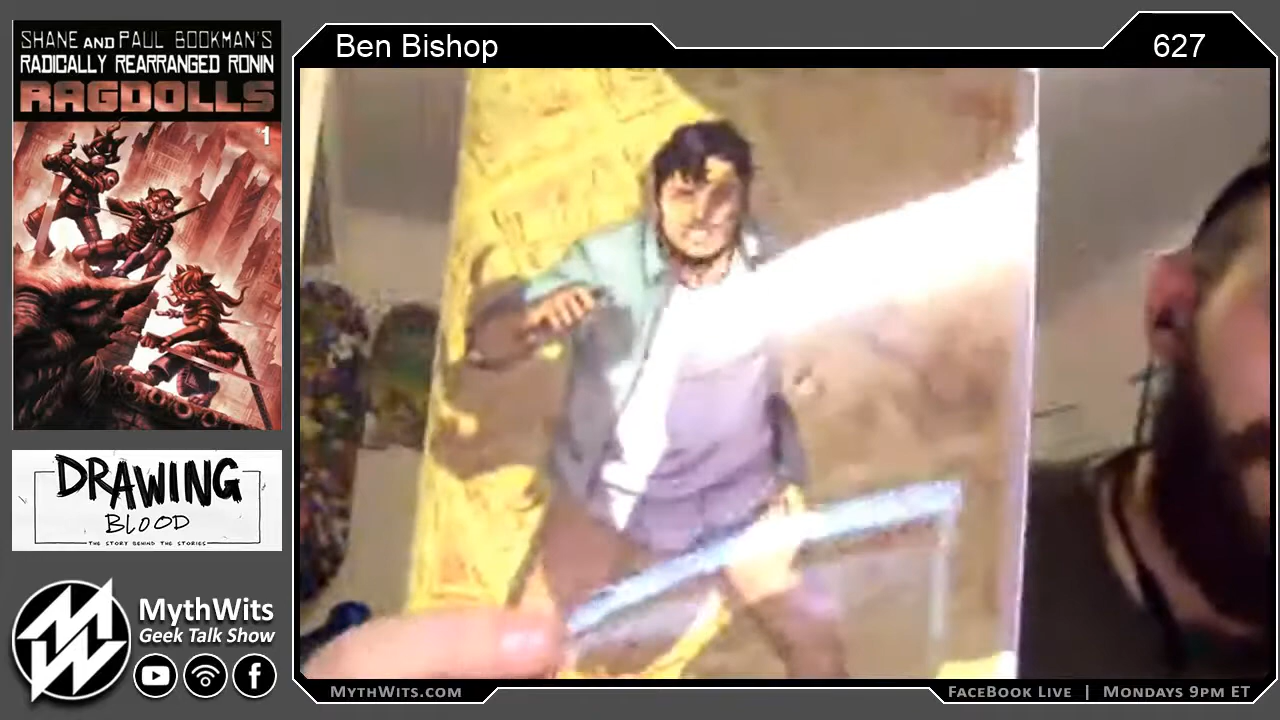 SHANE AND PAUL BOOKMAN'S
RADICALLY REARRANGED RONIN
RAGDOLLS
#1
DRAWING
BLOOD
THE STORY BEHIND THE STORIES
MythWits
Geek Talk Show
Ben Bishop
627
MythWits.com
FaceBook Live | Mondays 9pm ET